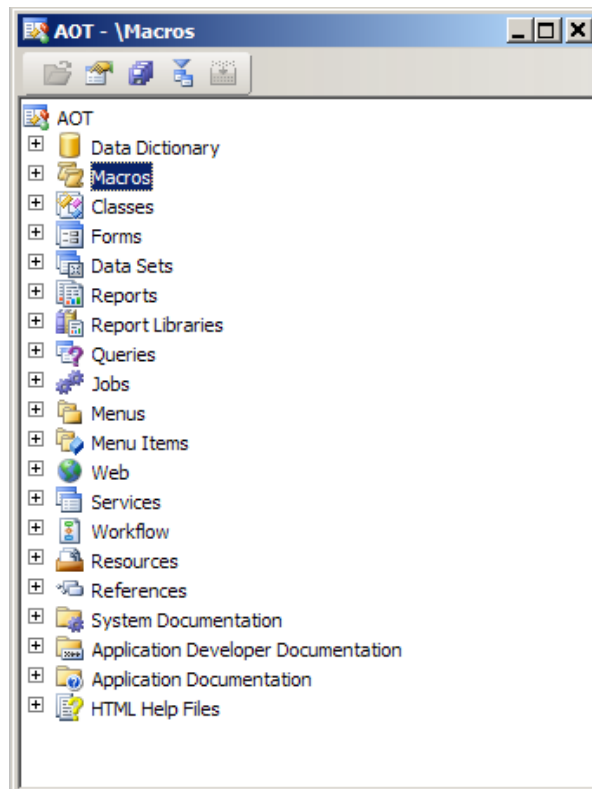 AOT - \Macros
AOT
Data Dictionary
Macros
Classes
Forms
Data Sets
Reports
Report Libraries
Queries
Jobs
Menus
Menu Items
Web
Services
Workflow
Resources
References
System Documentation
Application Developer Documentation
Application Documentation
HTML Help Files